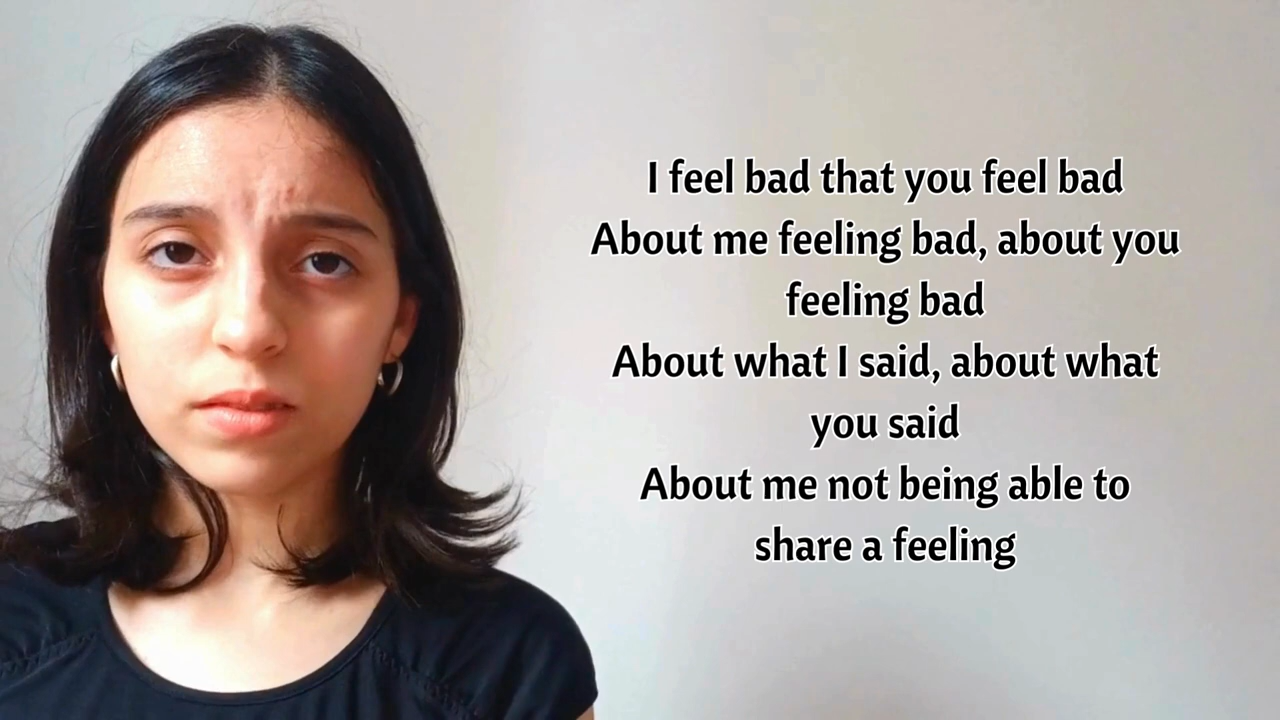 I feel bad that you feel bad
About me feeling bad, about you
feeling bad
About what I said, about what
you said
About me not being able to
share a feeling